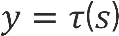 y = τ(s)